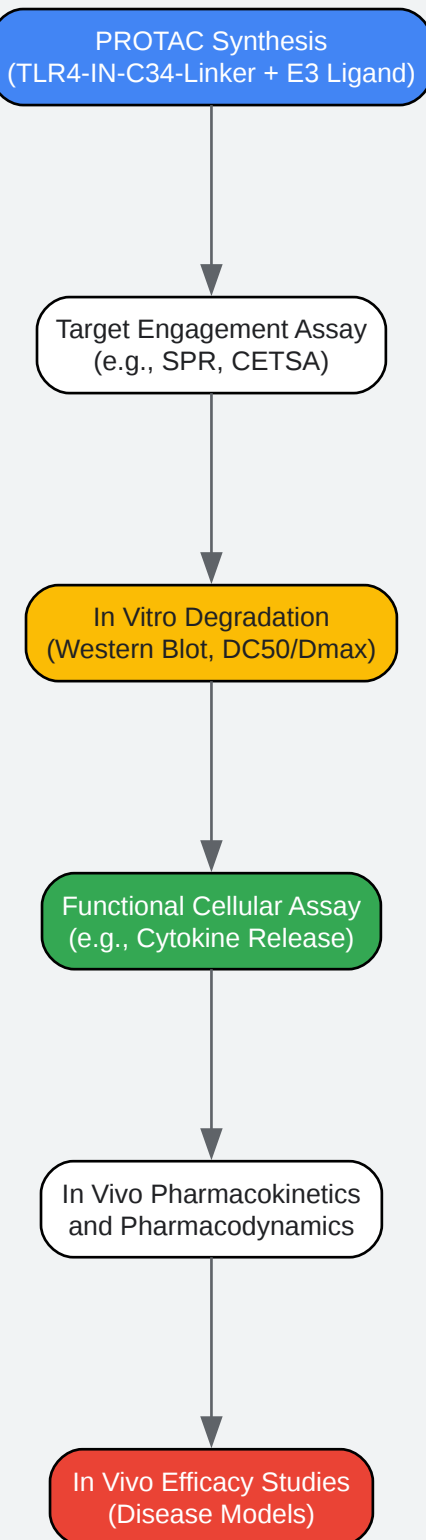 PROTAC Synthesis
(TLR4-IN-C34-Linker + E3 Ligand)
Target Engagement Assay
(e.g., SPR, CETSA)
In Vitro Degradation
(Western Blot, DC50/Dmax)
Functional Cellular Assay
(e.g., Cytokine Release)
In Vivo Pharmacokinetics
and Pharmacodynamics
In Vivo Efficacy Studies
(Disease Models)